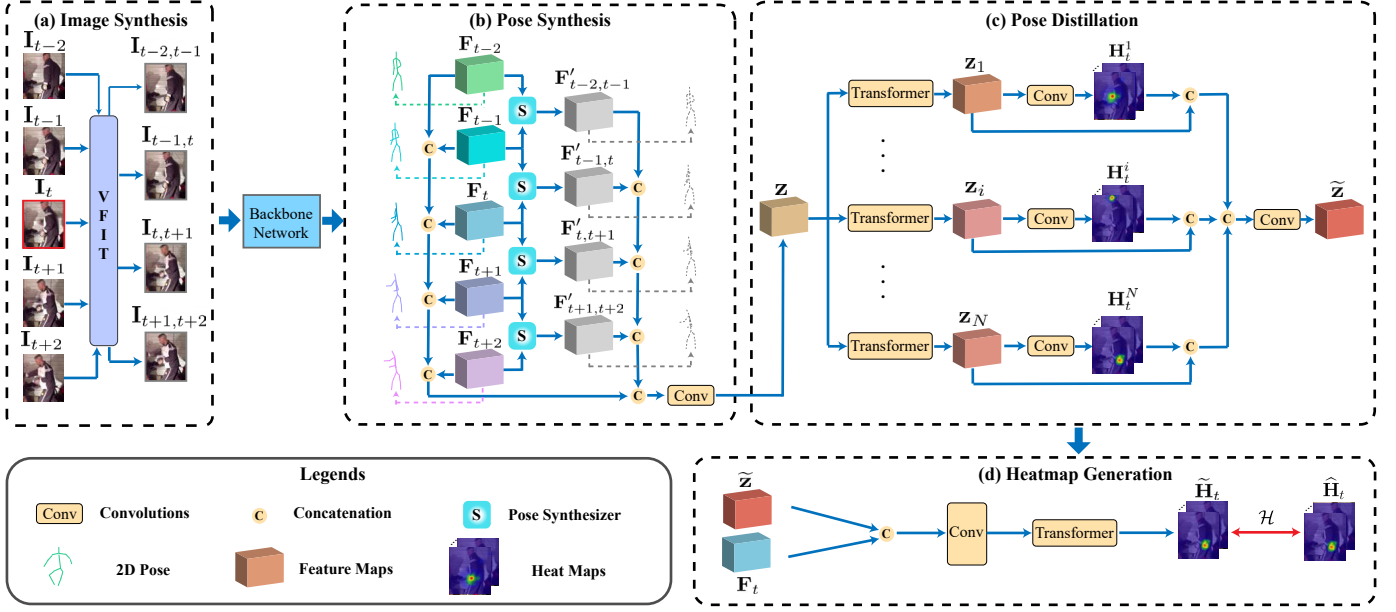 (a) Image Synthesis
I_{t−2}
I_{t−2,t−1}
I_{t−1}
I_{t−1,t}
I_t
VFIT
I_{t,t+1}
I_{t+1}
I_{t+1,t+2}
I_{t+2}
Backbone
Network
(b) Pose Synthesis
F_{t−2}
F′_{t−2,t−1}
S
F_{t−1}
C
F′_{t−1,t}
S
C
F_t
C
F′_{t,t+1}
S
C
F_{t+1}
C
F′_{t+1,t+2}
S
C
F_{t+2}
C
C
Conv
(c) Pose Distillation
z
Transformer
z_1
Conv
H_t^1
C
Transformer
z_i
Conv
H_t^i
C
C
Conv
z̃
Transformer
z_N
Conv
H_t^N
C
Legends
Conv
Convolutions
C
Concatenation
S
Pose Synthesizer
2D Pose
Feature Maps
Heat Maps
(d) Heatmap Generation
z̃
F_t
C
Conv
Transformer
H̃_t
ℋ
Ĥ_t